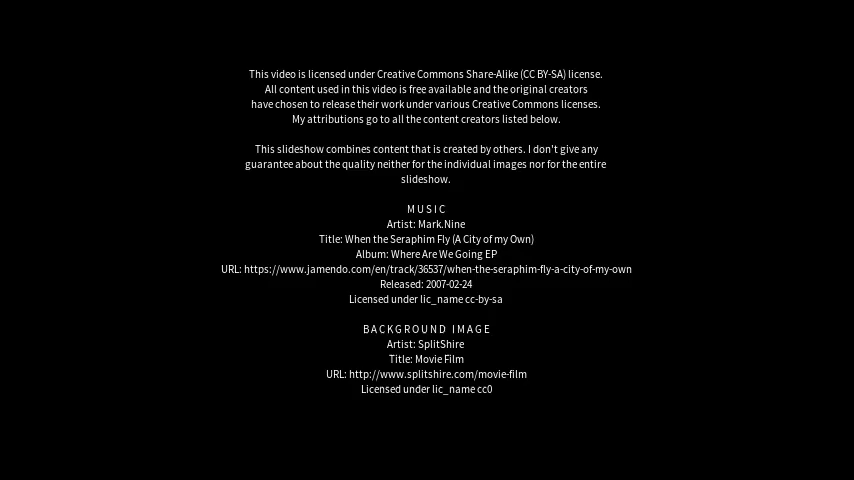 This video is licensed under Creative Commons Share-Alike (CC BY-SA) license.
All content used in this video is free available and the original creators
have chosen to release their work under various Creative Commons licenses.
My attributions go to all the content creators listed below.
This slideshow combines content that is created by others. I don't give any
guarantee about the quality neither for the individual images nor for the entire
slideshow.
MUSIC
Artist: Mark.Nine
Title: When the Seraphim Fly (A City of my Own)
Album: Where Are We Going EP
URL: https://www.jamendo.com/en/track/36537/when-the-seraphim-fly-a-city-of-my-own
Released: 2007-02-24
Licensed under lic_name cc-by-sa
BACKGROUND IMAGE
Artist: SplitShire
Title: Movie Film
URL: http://www.splitshire.com/movie-film
Licensed under lic_name cc0